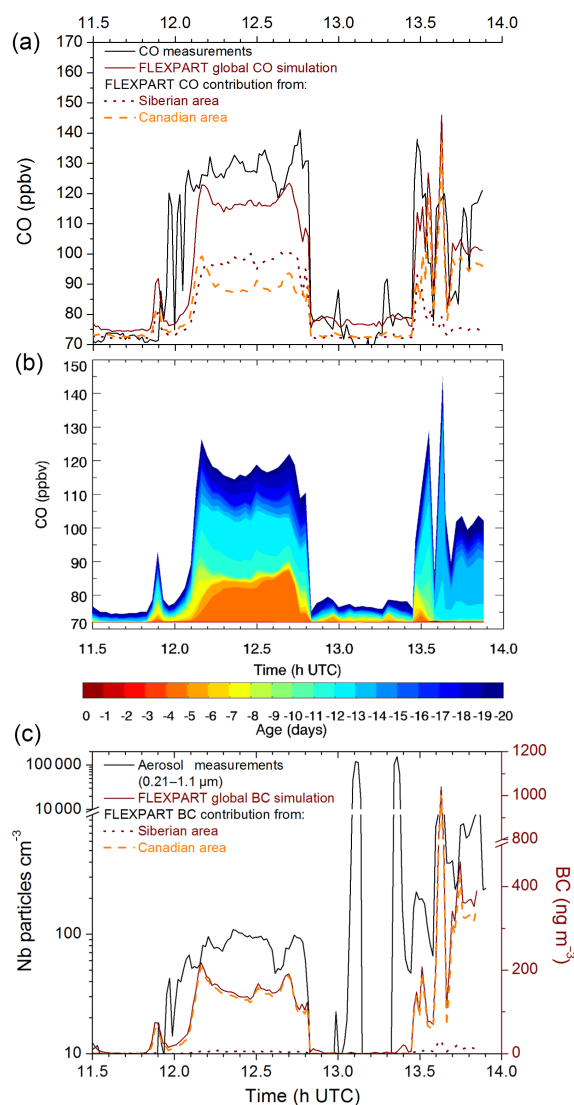 11.5 12.0 12.5 13.0 13.5 14.0
(a)
170
160
150
140
130
120
110
100
90
80
70
CO (ppbv)
CO measurements
FLEXPART global CO simulation
FLEXPART CO contribution from:
Siberian area
Canadian area
(b)
150
140
130
120
110
100
90
80
70
CO (ppbv)
11.5 12.0 12.5 13.0 13.5 14.0
Time (h UTC)
0 -1 -2 -3 -4 -5 -6 -7 -8 -9 -10 -11 -12 -13 -14 -15 -16 -17 -18 -19 -20
Age (days)
(c)
100 000
10 000
100
10
Nb particles cm⁻³
Aerosol measurements
(0.21–1.1 µm)
FLEXPART global BC simulation
FLEXPART BC contribution from:
Siberian area
Canadian area
1200
1000
800
400
200
0
BC (ng m⁻³)
11.5 12.0 12.5 13.0 13.5 14.0
Time (h UTC)